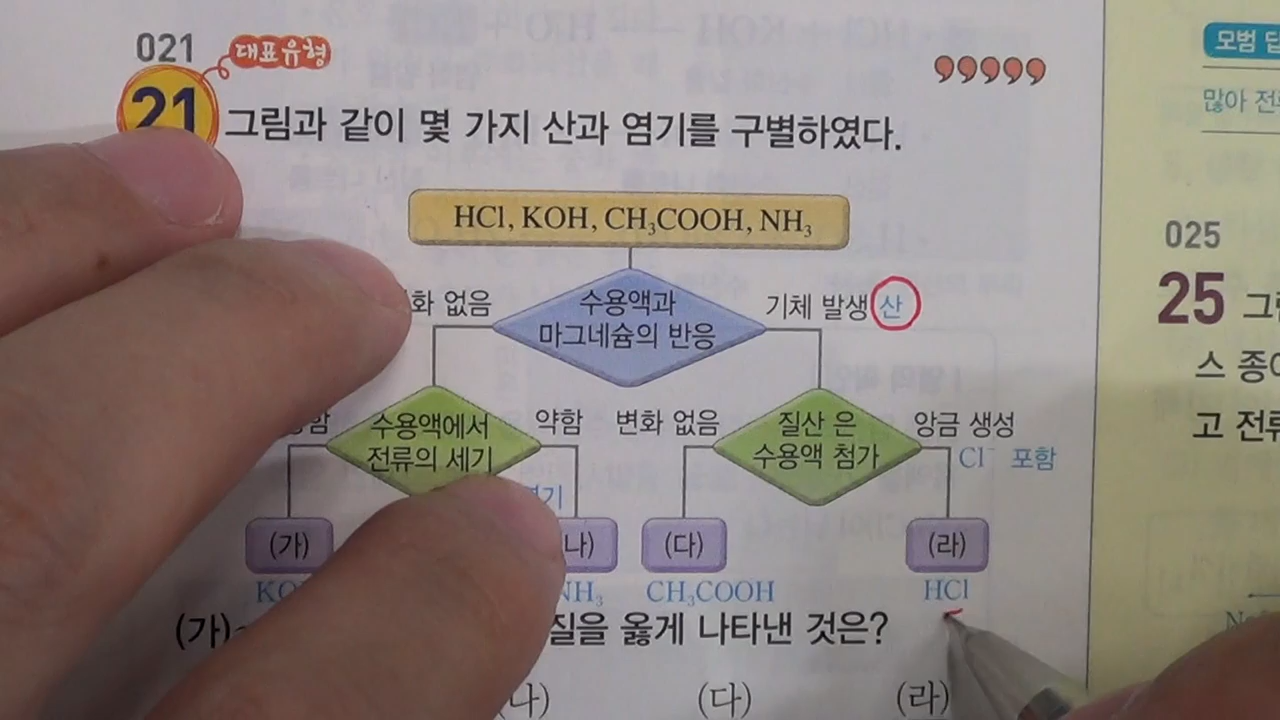 021 대표유형
21 그림과 같이 몇 가지 산과 염기를 구별하였다.
HCl, KOH, CH₃COOH, NH₃
화 없음
수용액과
마그네슘의 반응
기체 발생 산
수용액에서
전류의 세기
약함
변화 없음
질산 은
수용액 첨가
앙금 생성
Cl⁻ 포함
(가)
나)
(다)
(라)
NH₃
CH₃COOH
HCl
(가)
질을 옳게 나타낸 것은?
나)
(다)
(라)
모범 답
많아 전
025
25
스 종이
고 전류